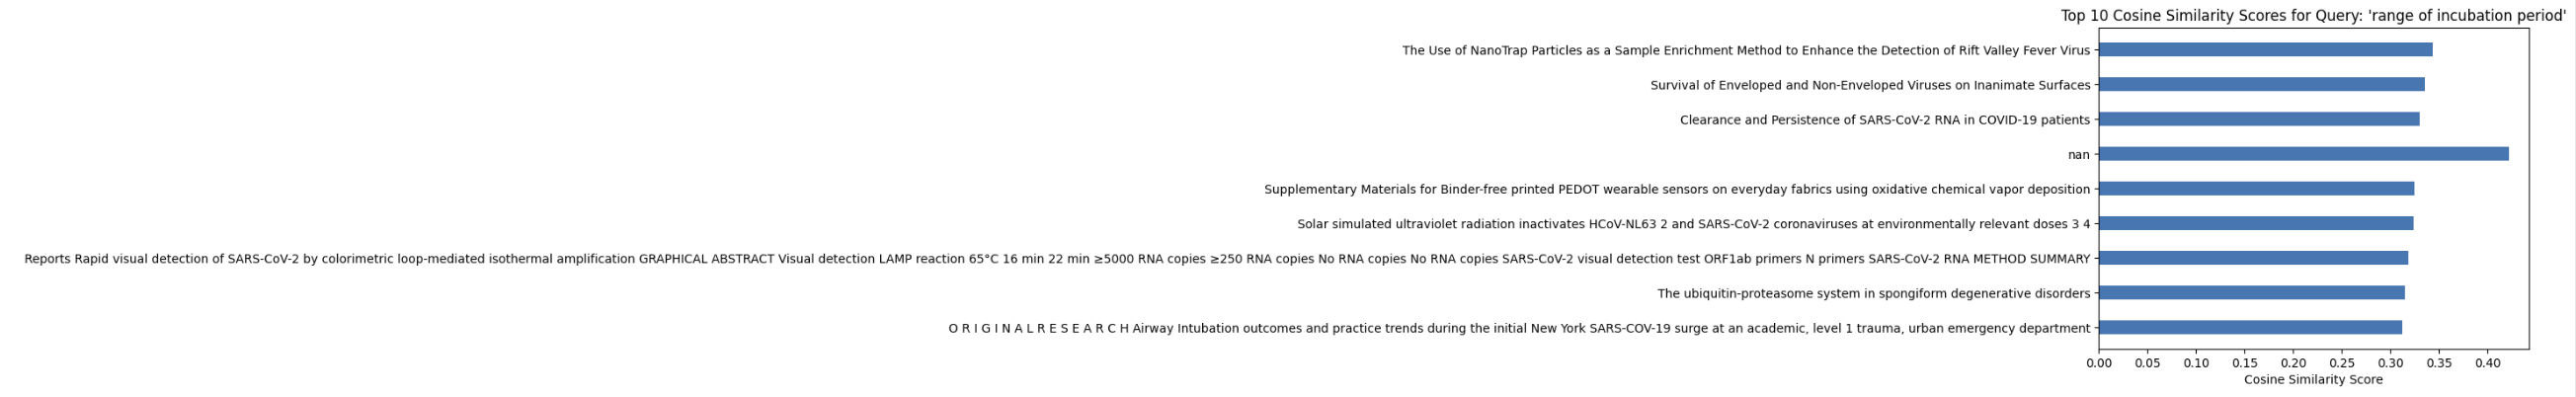 Top 10 Cosine Similarity Scores for Query: 'range of incubation period'
The Use of NanoTrap Particles as a Sample Enrichment Method to Enhance the Detection of Rift Valley Fever Virus
Survival of Enveloped and Non-Enveloped Viruses on Inanimate Surfaces
Clearance and Persistence of SARS-CoV-2 RNA in COVID-19 patients
nan
Supplementary Materials for Binder-free printed PEDOT wearable sensors on everyday fabrics using oxidative chemical vapor deposition
Solar simulated ultraviolet radiation inactivates HCoV-NL63 2 and SARS-CoV-2 coronaviruses at environmentally relevant doses 3 4
Reports Rapid visual detection of SARS-CoV-2 by colorimetric loop-mediated isothermal amplification GRAPHICAL ABSTRACT Visual detection LAMP reaction 65°C 16 min 22 min ≥5000 RNA copies ≥250 RNA copies No RNA copies No RNA copies SARS-CoV-2 visual detection test ORF1ab primers N primers SARS-CoV-2 RNA METHOD SUMMARY
The ubiquitin-proteasome system in spongiform degenerative disorders
O R I G I N A L R E S E A R C H Airway Intubation outcomes and practice trends during the initial New York SARS-COV-19 surge at an academic, level 1 trauma, urban emergency department
0.00 0.05 0.10 0.15 0.20 0.25 0.30 0.35 0.40
Cosine Similarity Score